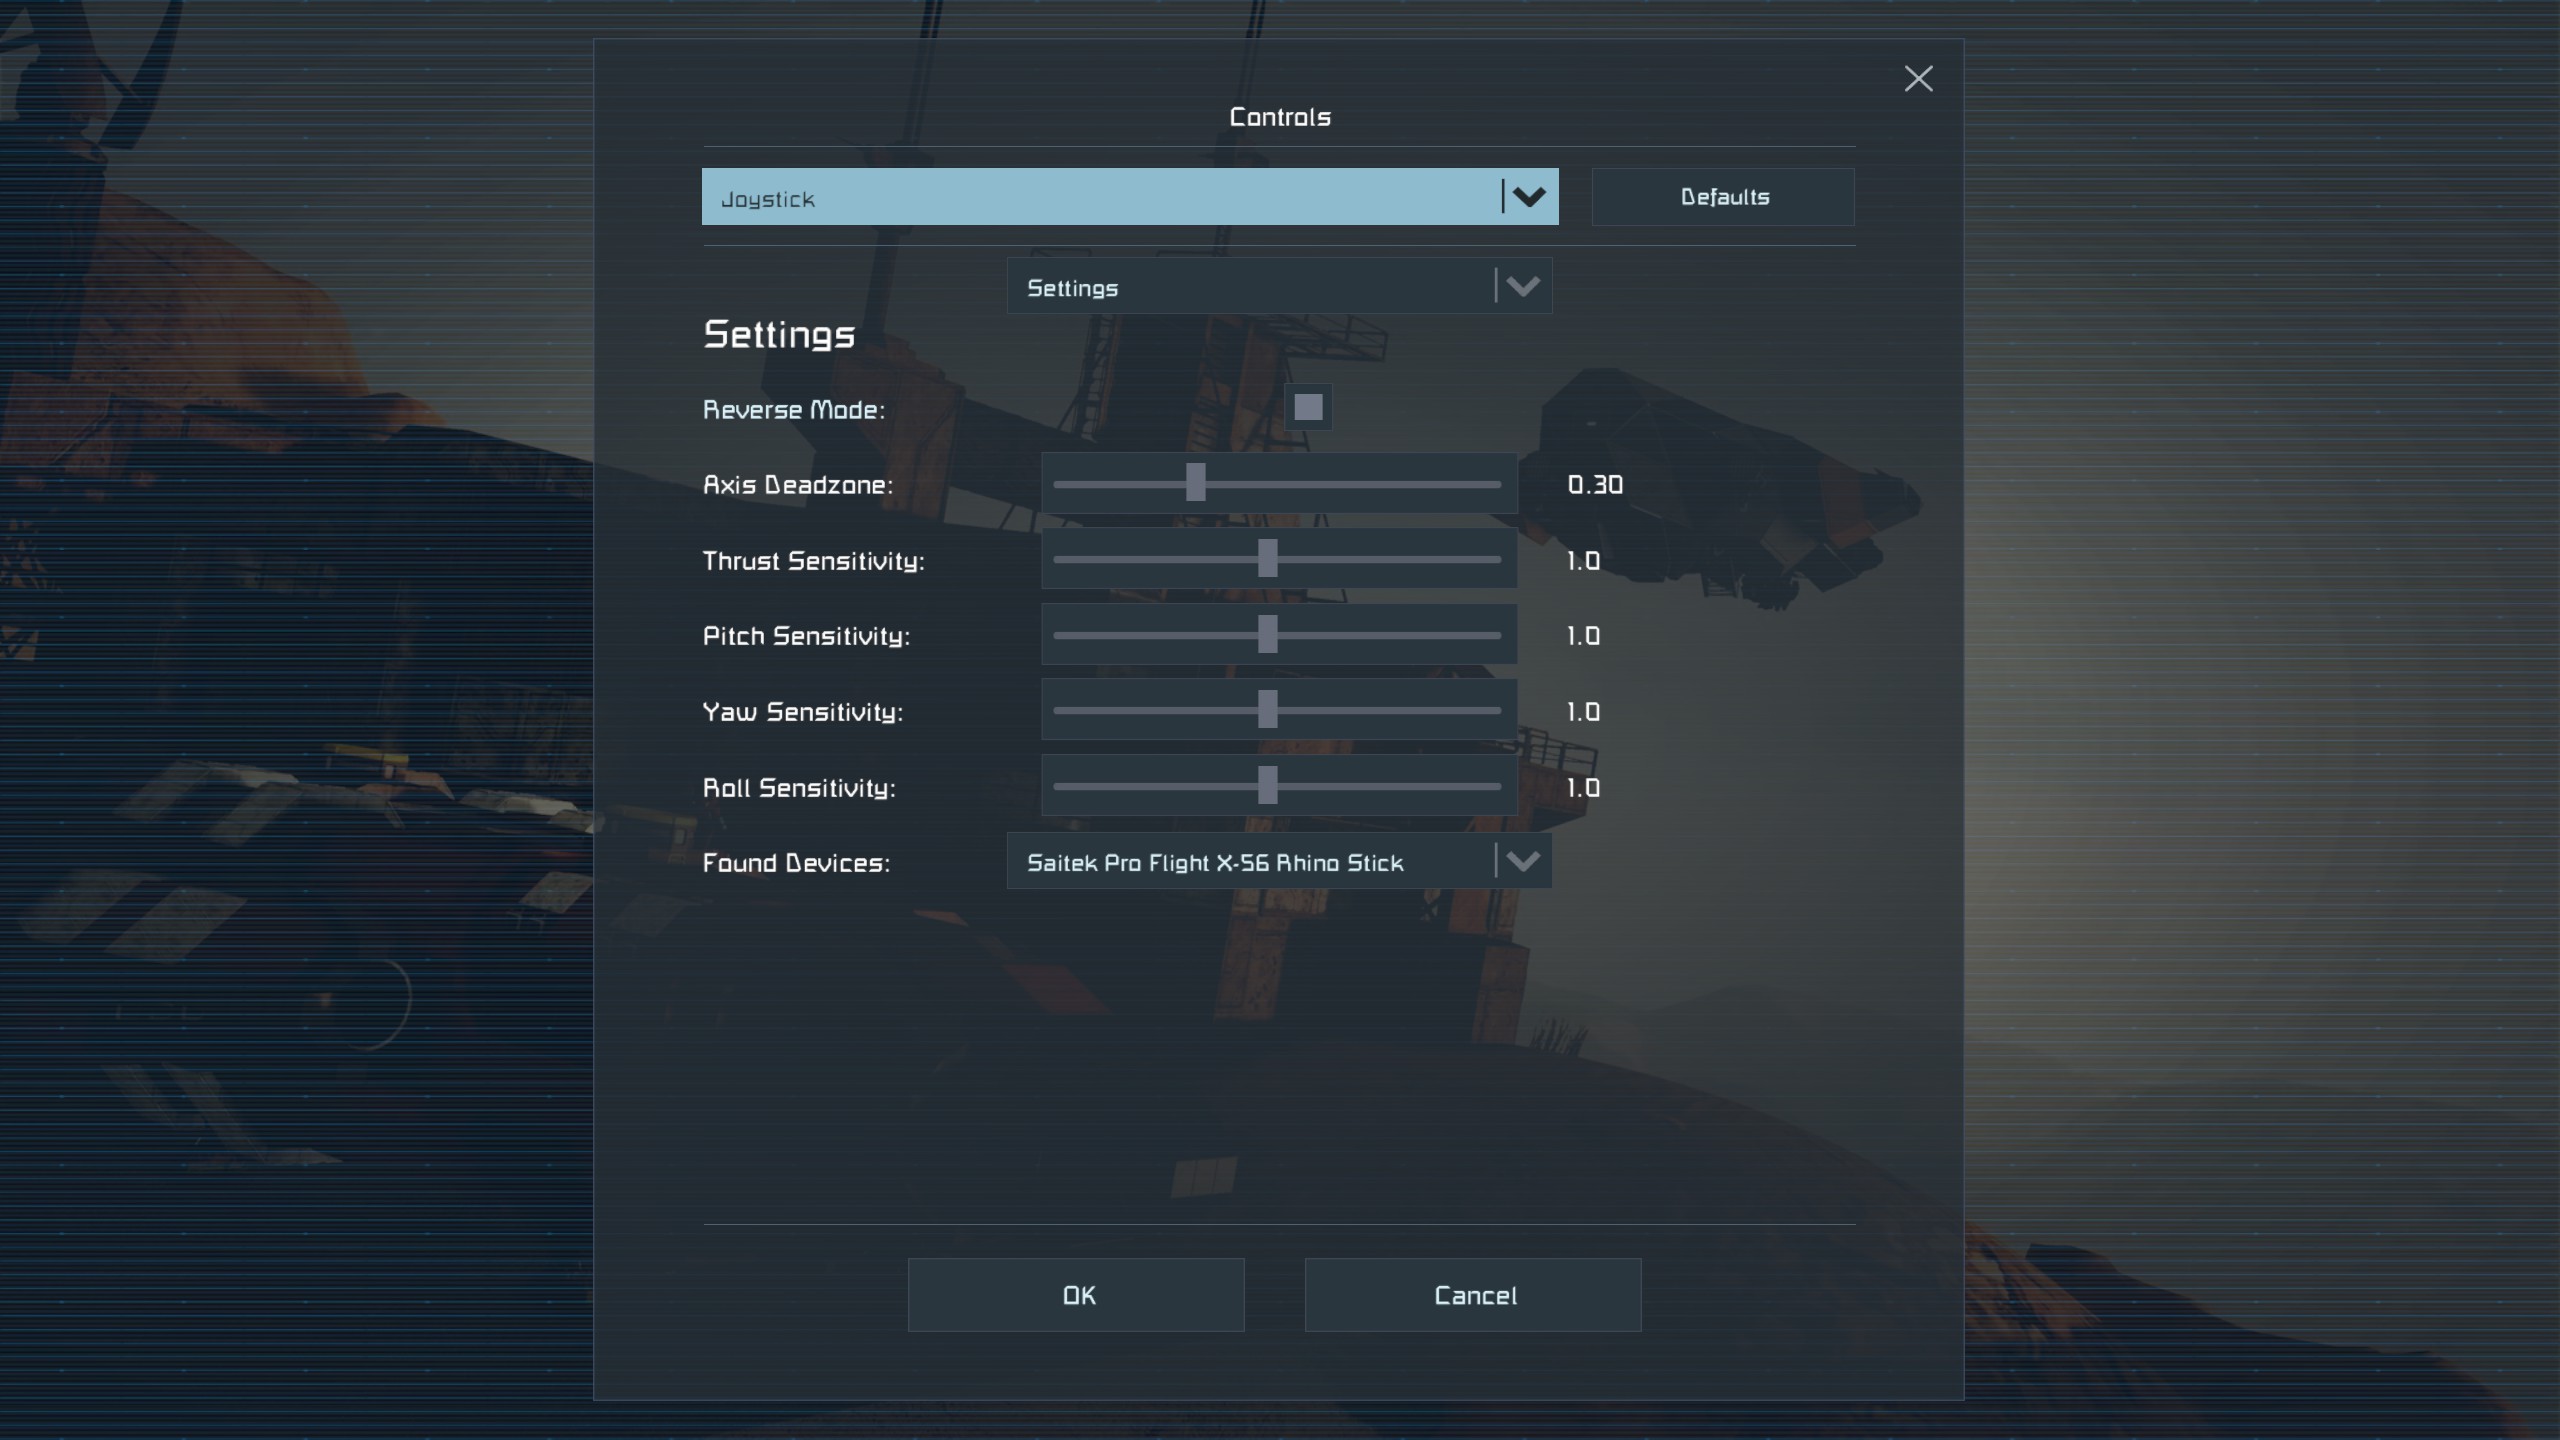 Controls
Joystick
Defaults
Settings
Settings
Reverse Mode:
Axis Deadzone:
0.30
Thrust Sensitivity:
1.0
Pitch Sensitivity:
1.0
Yaw Sensitivity:
1.0
Roll Sensitivity:
1.0
Found Devices:
Saitek Pro Flight X-56 Rhino Stick
OK
Cancel